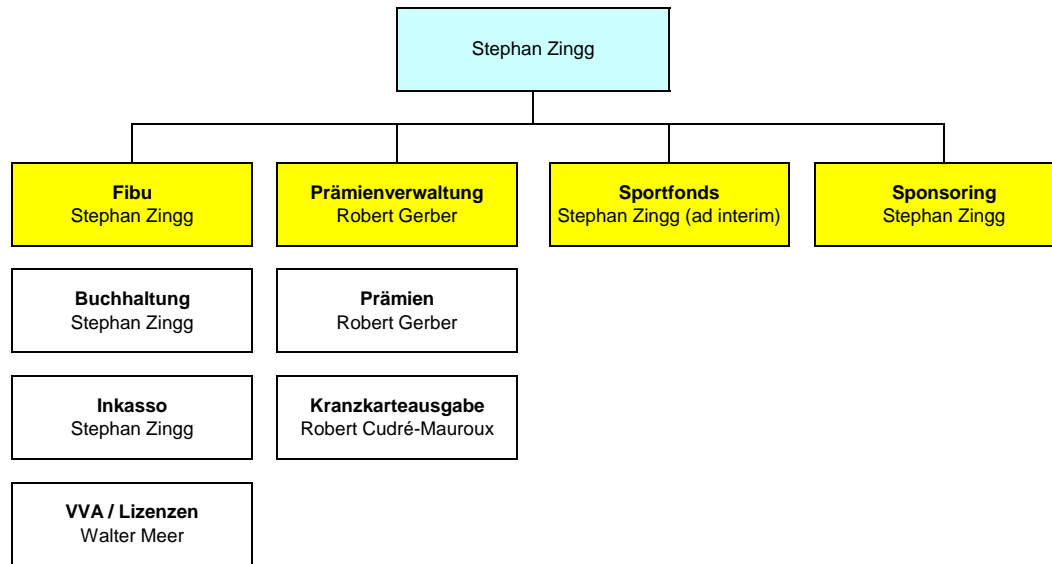 Stephan Zingg
Fibu
Stephan Zingg
Prämienverwaltung
Robert Gerber
Sportfonds
Stephan Zingg (ad interim)
Sponsoring
Stephan Zingg
Buchhaltung
Stephan Zingg
Prämien
Robert Gerber
Inkasso
Stephan Zingg
Kranzkarteausgabe
Robert Cudré-Mauroux
VVA / Lizenzen
Walter Meer